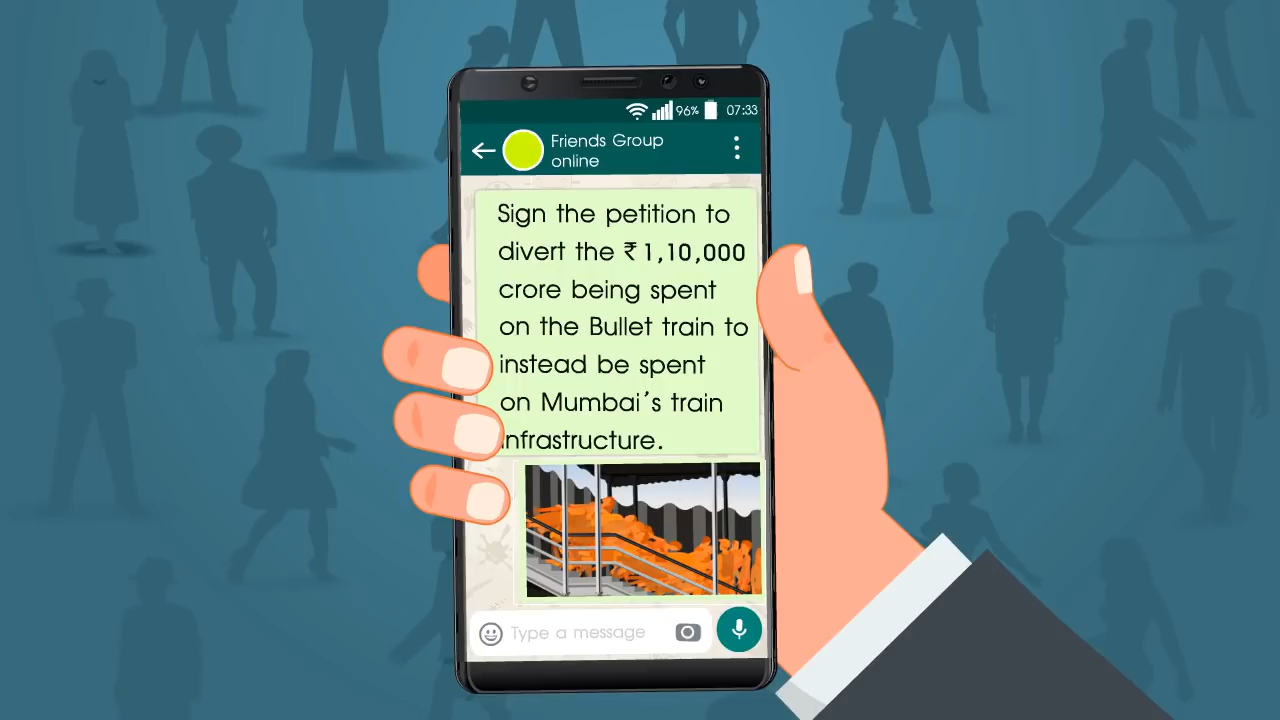 96% 07:33
Friends Group
online
Sign the petition to
divert the ₹1,10,000
crore being spent
on the Bullet train to
instead be spent
on Mumbai's train
infrastructure.
Type a message